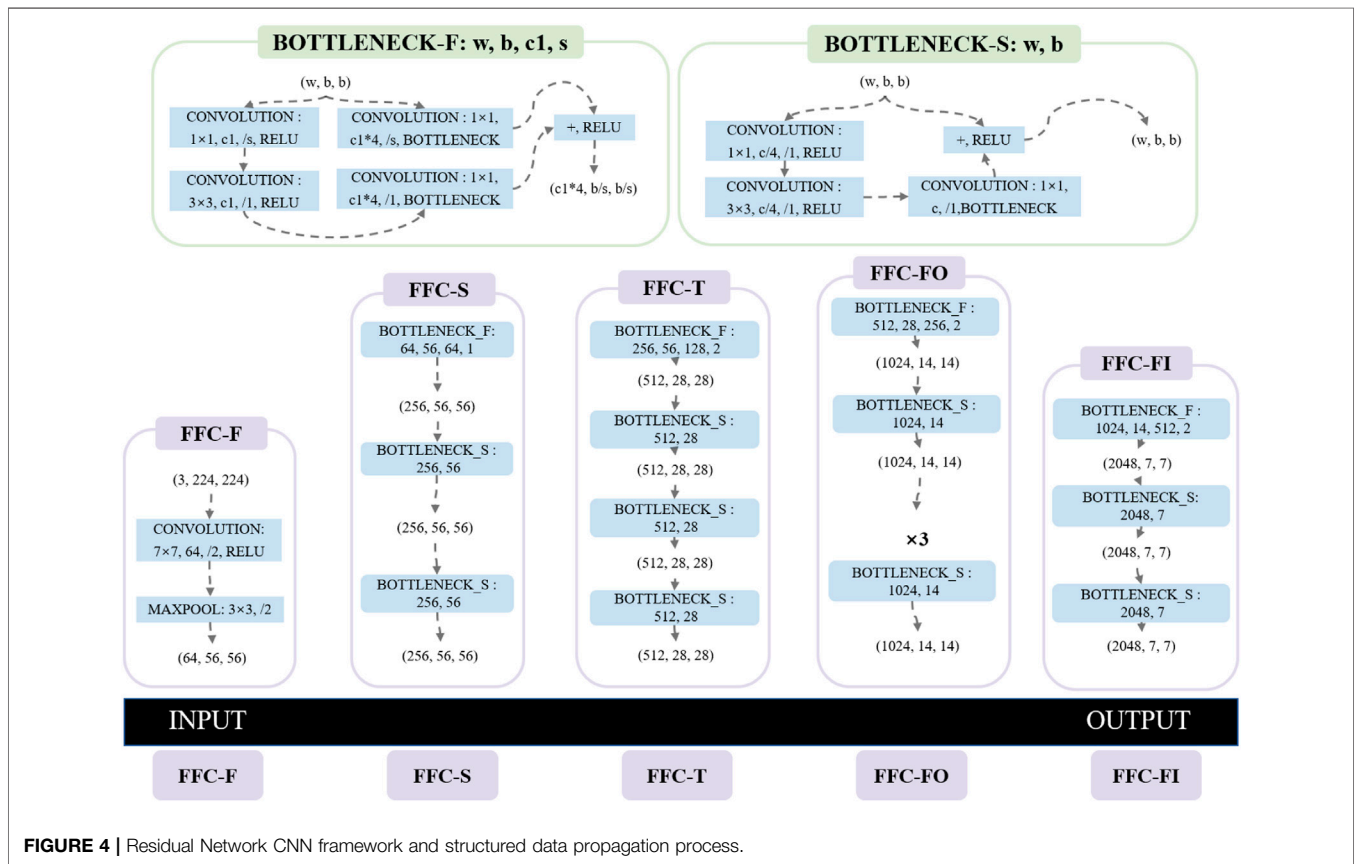 BOTTLENECK-F: w, b, c1, s
(w, b, b)
CONVOLUTION :
1×1, c1, /s, RELU
CONVOLUTION : 1×1,
c1*4, /s, BOTTLENECK
+, RELU
CONVOLUTION :
3×3, c1, /1, RELU
CONVOLUTION : 1×1,
c1*4, /1, BOTTLENECK
(c1*4, b/s, b/s)
BOTTLENECK-S: w, b
(w, b, b)
CONVOLUTION :
1×1, c/4, /1, RELU
+, RELU
(w, b, b)
CONVOLUTION :
3×3, c/4, /1, RELU
CONVOLUTION : 1×1,
c, /1,BOTTLENECK
FFC-F
(3, 224, 224)
CONVOLUTION:
7×7, 64, /2, RELU
MAXPOOL: 3×3, /2
(64, 56, 56)
FFC-S
BOTTLENECK_F:
64, 56, 64, 1
(256, 56, 56)
BOTTLENECK_S :
256, 56
(256, 56, 56)
BOTTLENECK_S :
256, 56
(256, 56, 56)
FFC-T
BOTTLENECK_F :
256, 56, 128, 2
(512, 28, 28)
BOTTLENECK_S :
512, 28
(512, 28, 28)
BOTTLENECK_S :
512, 28
(512, 28, 28)
BOTTLENECK_S :
512, 28
(512, 28, 28)
FFC-FO
BOTTLENECK_F :
512, 28, 256, 2
(1024, 14, 14)
BOTTLENECK_S :
1024, 14
(1024, 14, 14)
×3
BOTTLENECK_S :
1024, 14
(1024, 14, 14)
FFC-FI
BOTTLENECK_F :
1024, 14, 512, 2
(2048, 7, 7)
BOTTLENECK_S:
2048, 7
(2048, 7, 7)
BOTTLENECK_S :
2048, 7
(2048, 7, 7)
INPUT
OUTPUT
FFC-F
FFC-S
FFC-T
FFC-FO
FFC-FI
FIGURE 4 | Residual Network CNN framework and structured data propagation process.